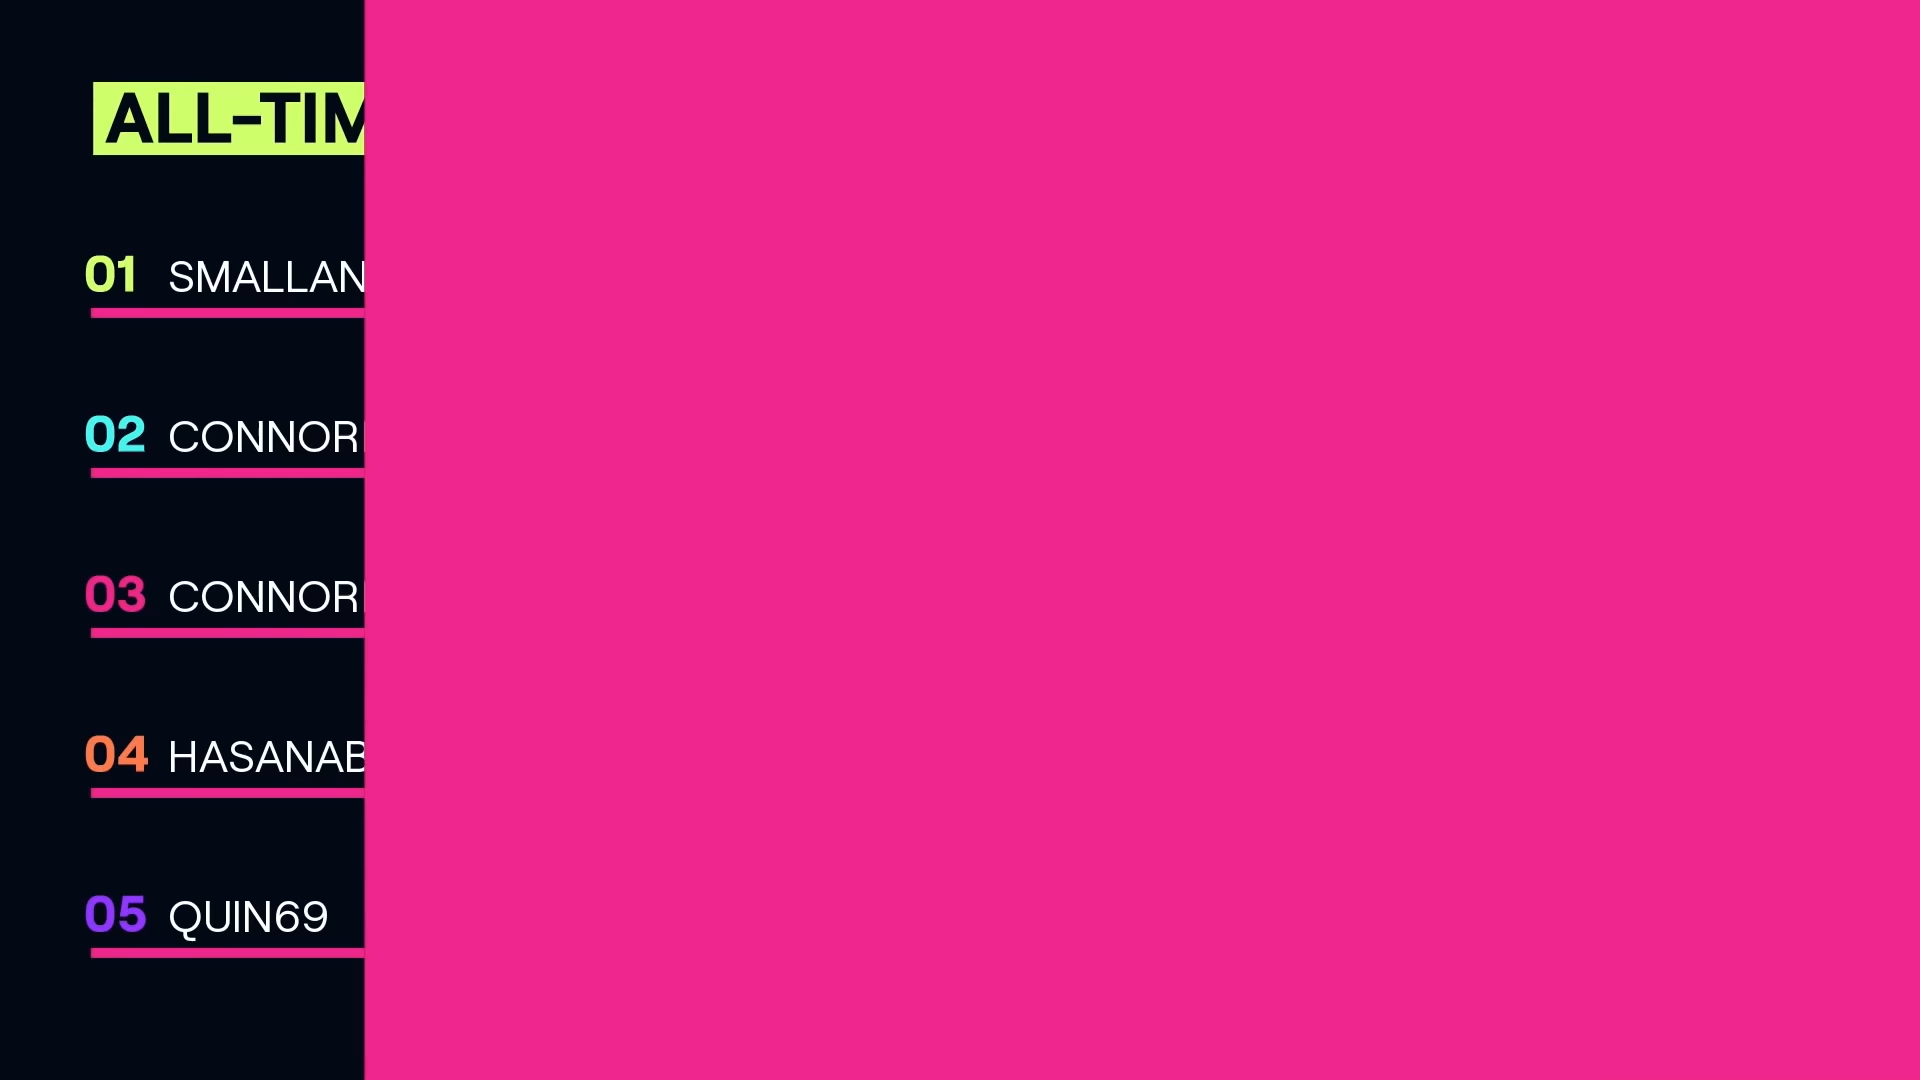 ALL-TIM
01 SMALLAN
02 CONNOR
03 CONNOR
04 HASANAB
05 QUIN69